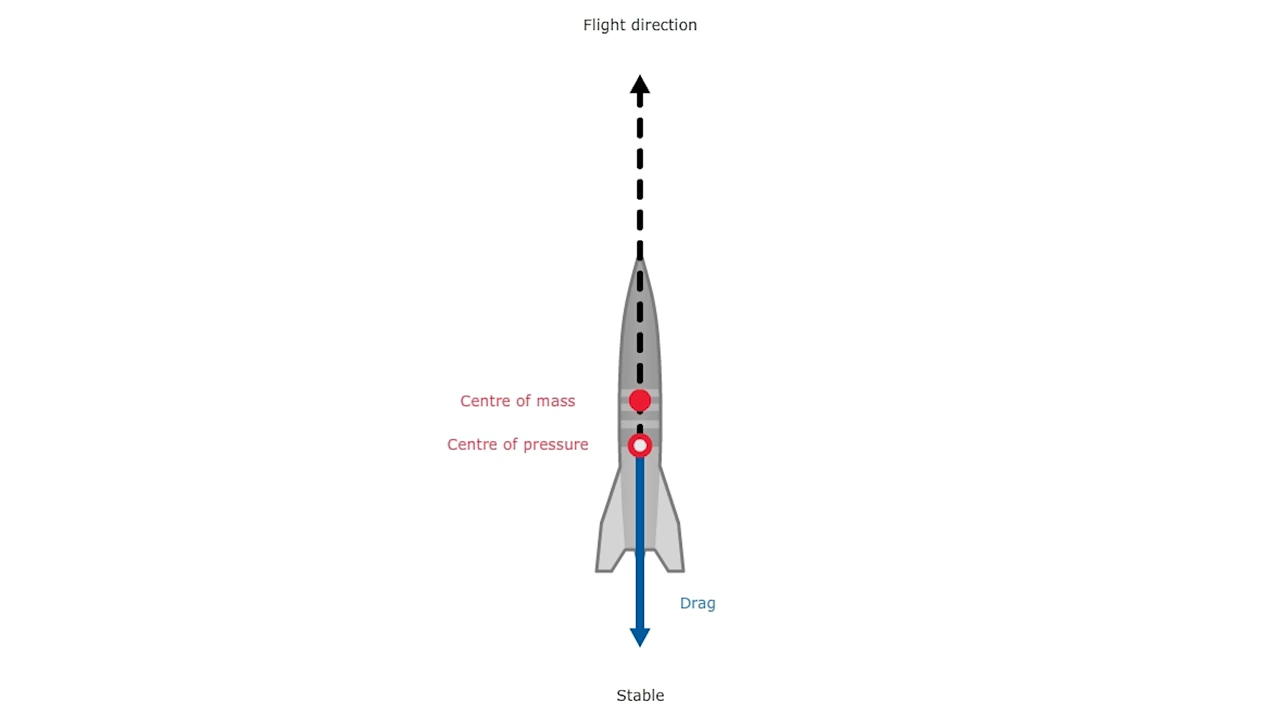 Flight direction
Centre of mass
Centre of pressure
Drag
Stable